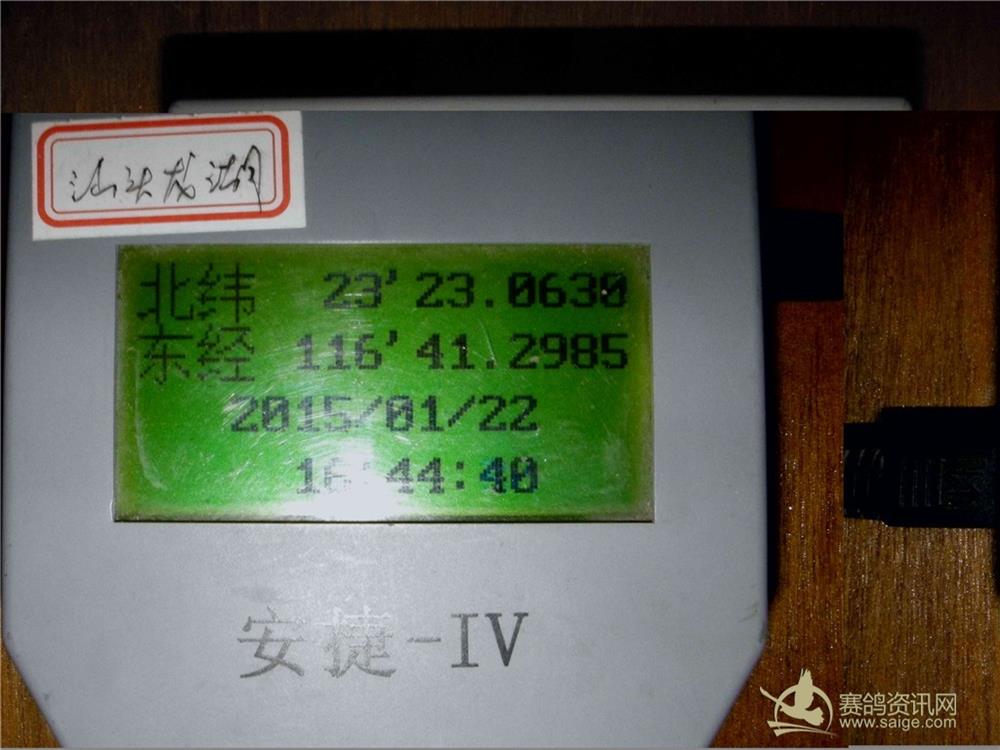 汕头龙湖
北纬 23'23.0630
东经 116'41.2985
2015/01/22
16:44:40
安捷-IV
赛鸽资讯网
www.saige.com